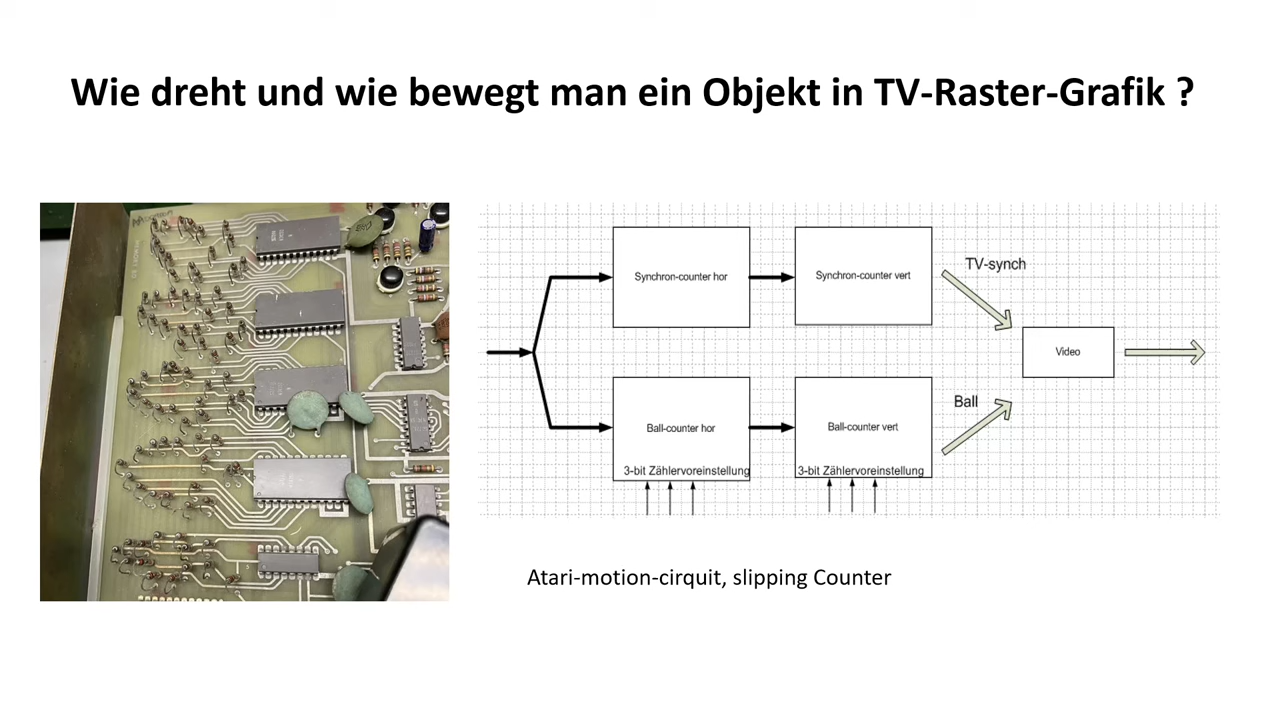 Wie dreht und wie bewegt man ein Objekt in TV-Raster-Grafik ?
Synchron-counter hor
Synchron-counter vert
TV-synch
Video
Ball-counter hor
3-bit Zählervoreinstellung
Ball-counter vert
3-bit Zählervoreinstellung
Ball
Atari-motion-cirquit, slipping Counter